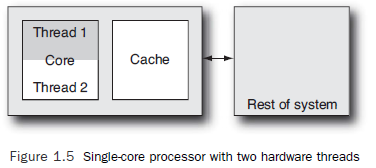 Thread 1
Core
Thread 2
Cache
Rest of system
Figure 1.5 Single-core processor with two hardware threads